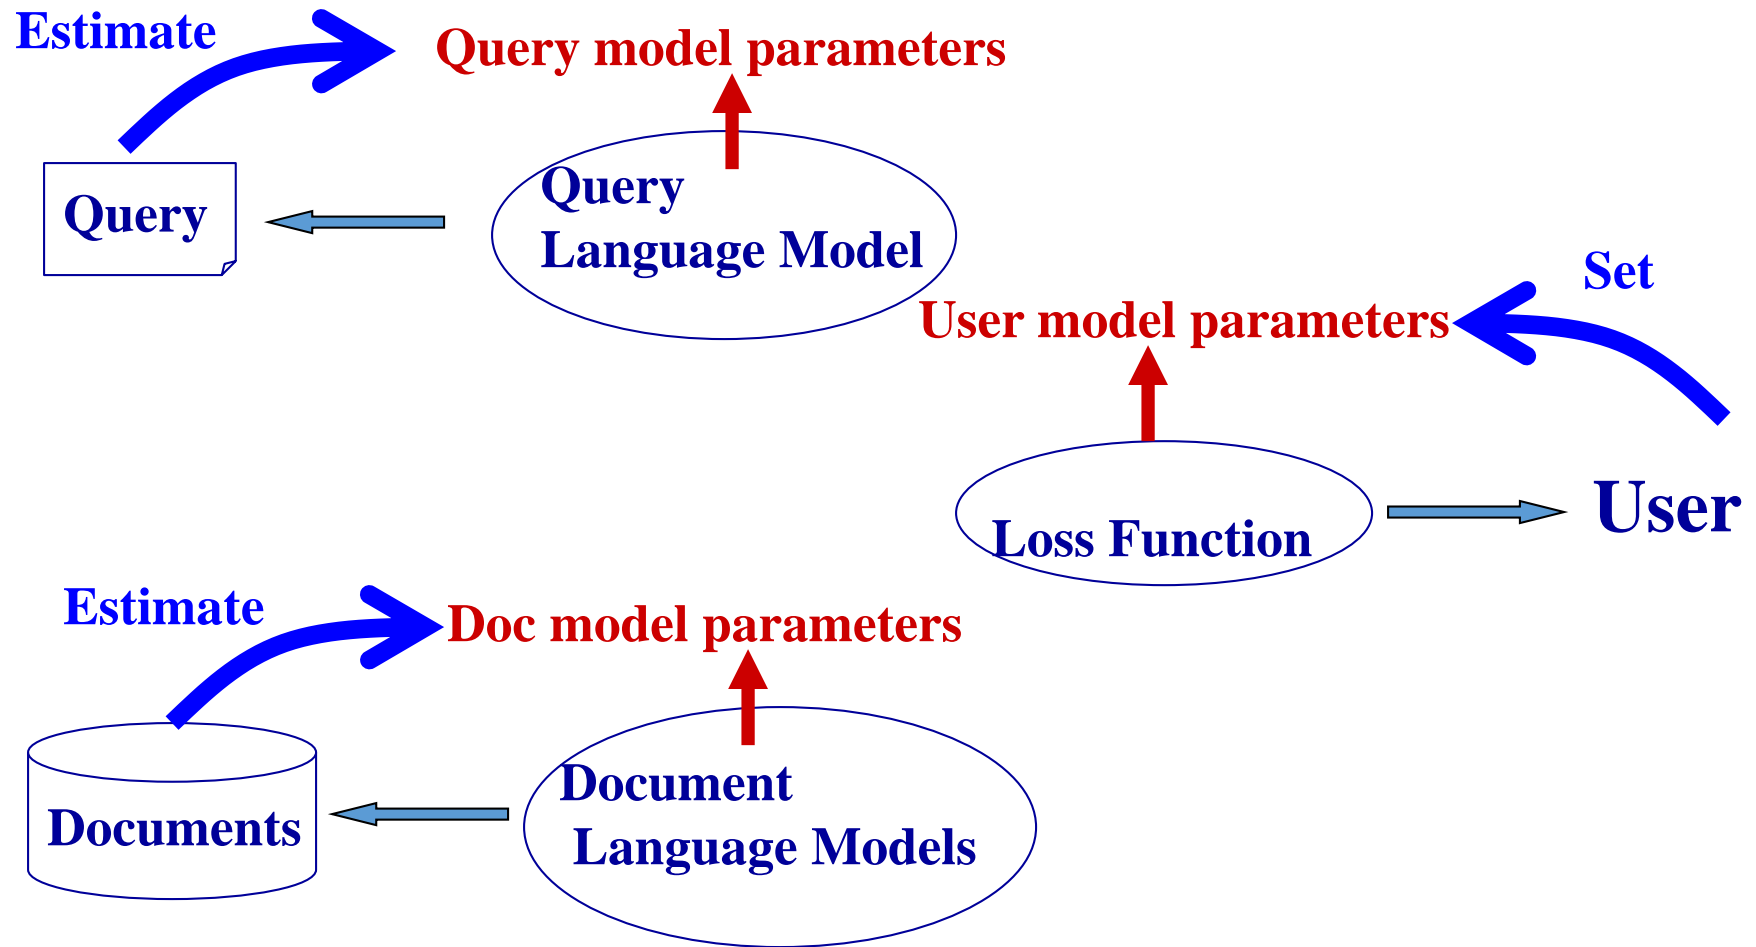 Estimate
Query model parameters
Query
Query
Language Model
Set
User model parameters
User
Loss Function
Estimate
Doc model parameters
Documents
Document
Language Models